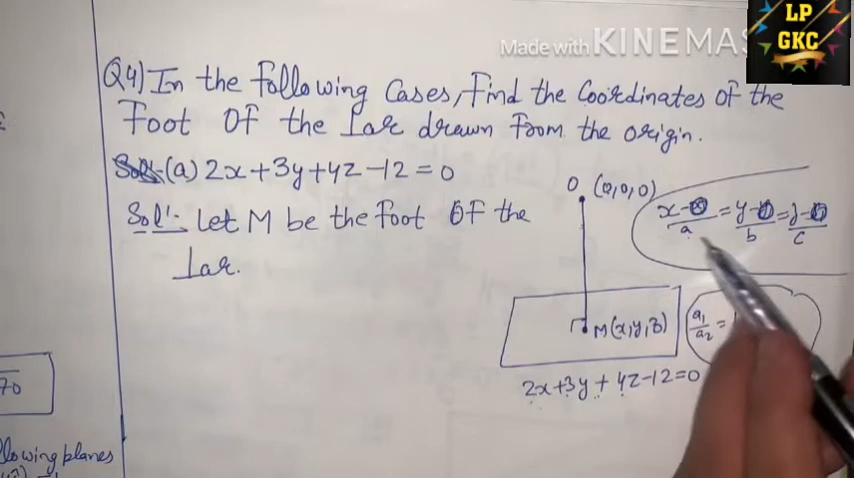 Made with KINEMAS
LP
GKC
Q4) In the following Cases, Find the Coordinates of the
Foot Of the Lar drawn from the origin.
Sol:- (a) 2x+3y+4z-12=0
Sol:- Let M be the foot Of the
Lar.
O (0,0,0)
x-0/a = y-0/b = z-0/c
M(x,y,z)
a₁/a₂ =
2x+3y+4z-12=0
70
llowing planes